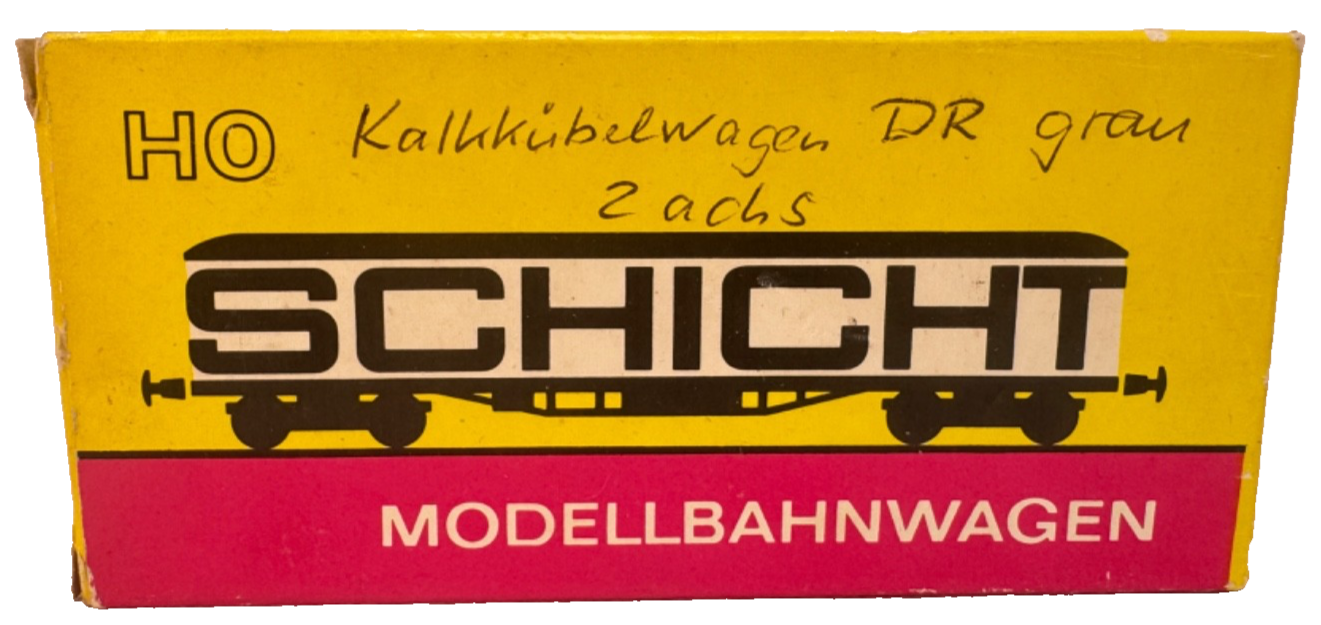 HO Kalkkübelwagen DR grau
2 achs
SCHICHT
MODELLBAHNWAGEN